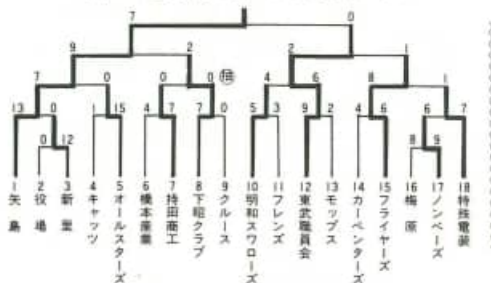 7 0
9 2 2 1
7 0 0 0 特 4 6 8 1
13 0 1 15 4 7 7 0 5 3 9 2 4 6 6 7
0 12 8 9
1 矢島
2 役場
3 新里
4 キャッツ
5 オールスターズ
6 橋本産業
7 持田商工
8 下昭クラブ
9 クルース
10 明和スワローズ
11 フレンズ
12 東武職員会
13 モップス
14 カーペンターズ
15 フライヤーズ
16 梅原
17 ノンベーズ
18 特殊電装